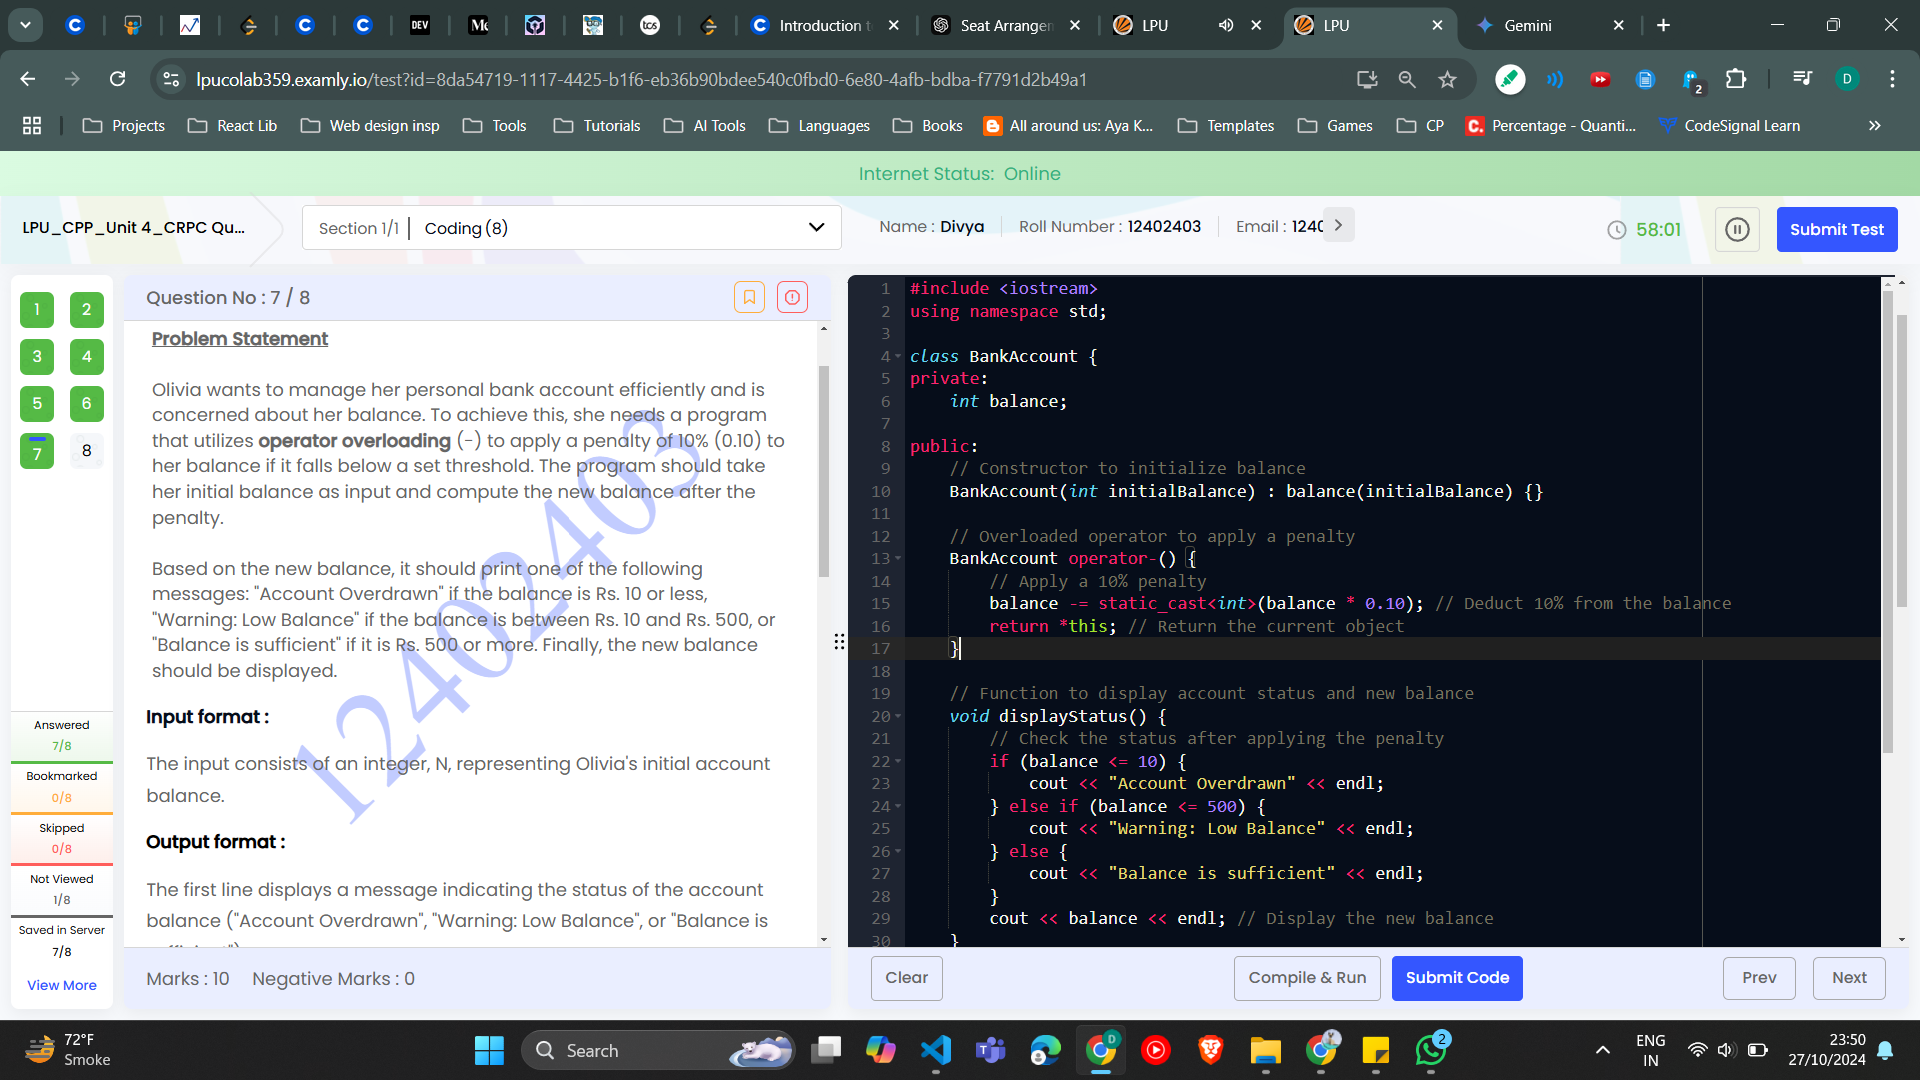 DEV
Me
tcs
Introduction t
Seat Arrangem
LPU
LPU
Gemini
lpucolab359.examly.io/test?id=8da54719-1117-4425-b1f6-eb36b90bdee540c0fbd0-6e80-4afb-bdba-f7791d2b49a1
2
D
Projects
React Lib
Web design insp
Tools
Tutorials
AI Tools
Languages
Books
All around us: Aya K...
Templates
Games
CP
C.
Percentage - Quanti...
CodeSignal Learn
Internet Status: Online
LPU_CPP_Unit 4_CRPC Qu...
Section 1/1 | Coding (8)
Name : Divya
Roll Number : 12402403
Email : 1240
58:01
Submit Test
1 2
3 4
5 6
7 8
Answered
7/8
Bookmarked
0/8
Skipped
0/8
Not Viewed
1/8
Saved in Server
7/8
View More
Question No : 7 / 8
Problem Statement
Olivia wants to manage her personal bank account efficiently and is
concerned about her balance. To achieve this, she needs a program
that utilizes operator overloading (-) to apply a penalty of 10% (0.10) to
her balance if it falls below a set threshold. The program should take
her initial balance as input and compute the new balance after the
penalty.
Based on the new balance, it should print one of the following
messages: "Account Overdrawn" if the balance is Rs. 10 or less,
"Warning: Low Balance" if the balance is between Rs. 10 and Rs. 500, or
"Balance is sufficient" if it is Rs. 500 or more. Finally, the new balance
should be displayed.
Input format :
The input consists of an integer, N, representing Olivia's initial account
balance.
Output format :
The first line displays a message indicating the status of the account
balance ("Account Overdrawn", "Warning: Low Balance", or "Balance is
12402403
Marks : 10 Negative Marks : 0
1 #include <iostream>
2 using namespace std;
3
4 class BankAccount {
5 private:
6     int balance;
7
8 public:
9     // Constructor to initialize balance
10     BankAccount(int initialBalance) : balance(initialBalance) {}
11
12     // Overloaded operator to apply a penalty
13     BankAccount operator-() {
14         // Apply a 10% penalty
15         balance -= static_cast<int>(balance * 0.10); // Deduct 10% from the balance
16         return *this; // Return the current object
17     }
18
19     // Function to display account status and new balance
20     void displayStatus() {
21         // Check the status after applying the penalty
22         if (balance <= 10) {
23             cout << "Account Overdrawn" << endl;
24         } else if (balance <= 500) {
25             cout << "Warning: Low Balance" << endl;
26         } else {
27             cout << "Balance is sufficient" << endl;
28         }
29         cout << balance << endl; // Display the new balance
30     }
Clear
Compile & Run
Submit Code
Prev
Next
72°F
Smoke
Search
D
2
ENG
IN
23:50
27/10/2024